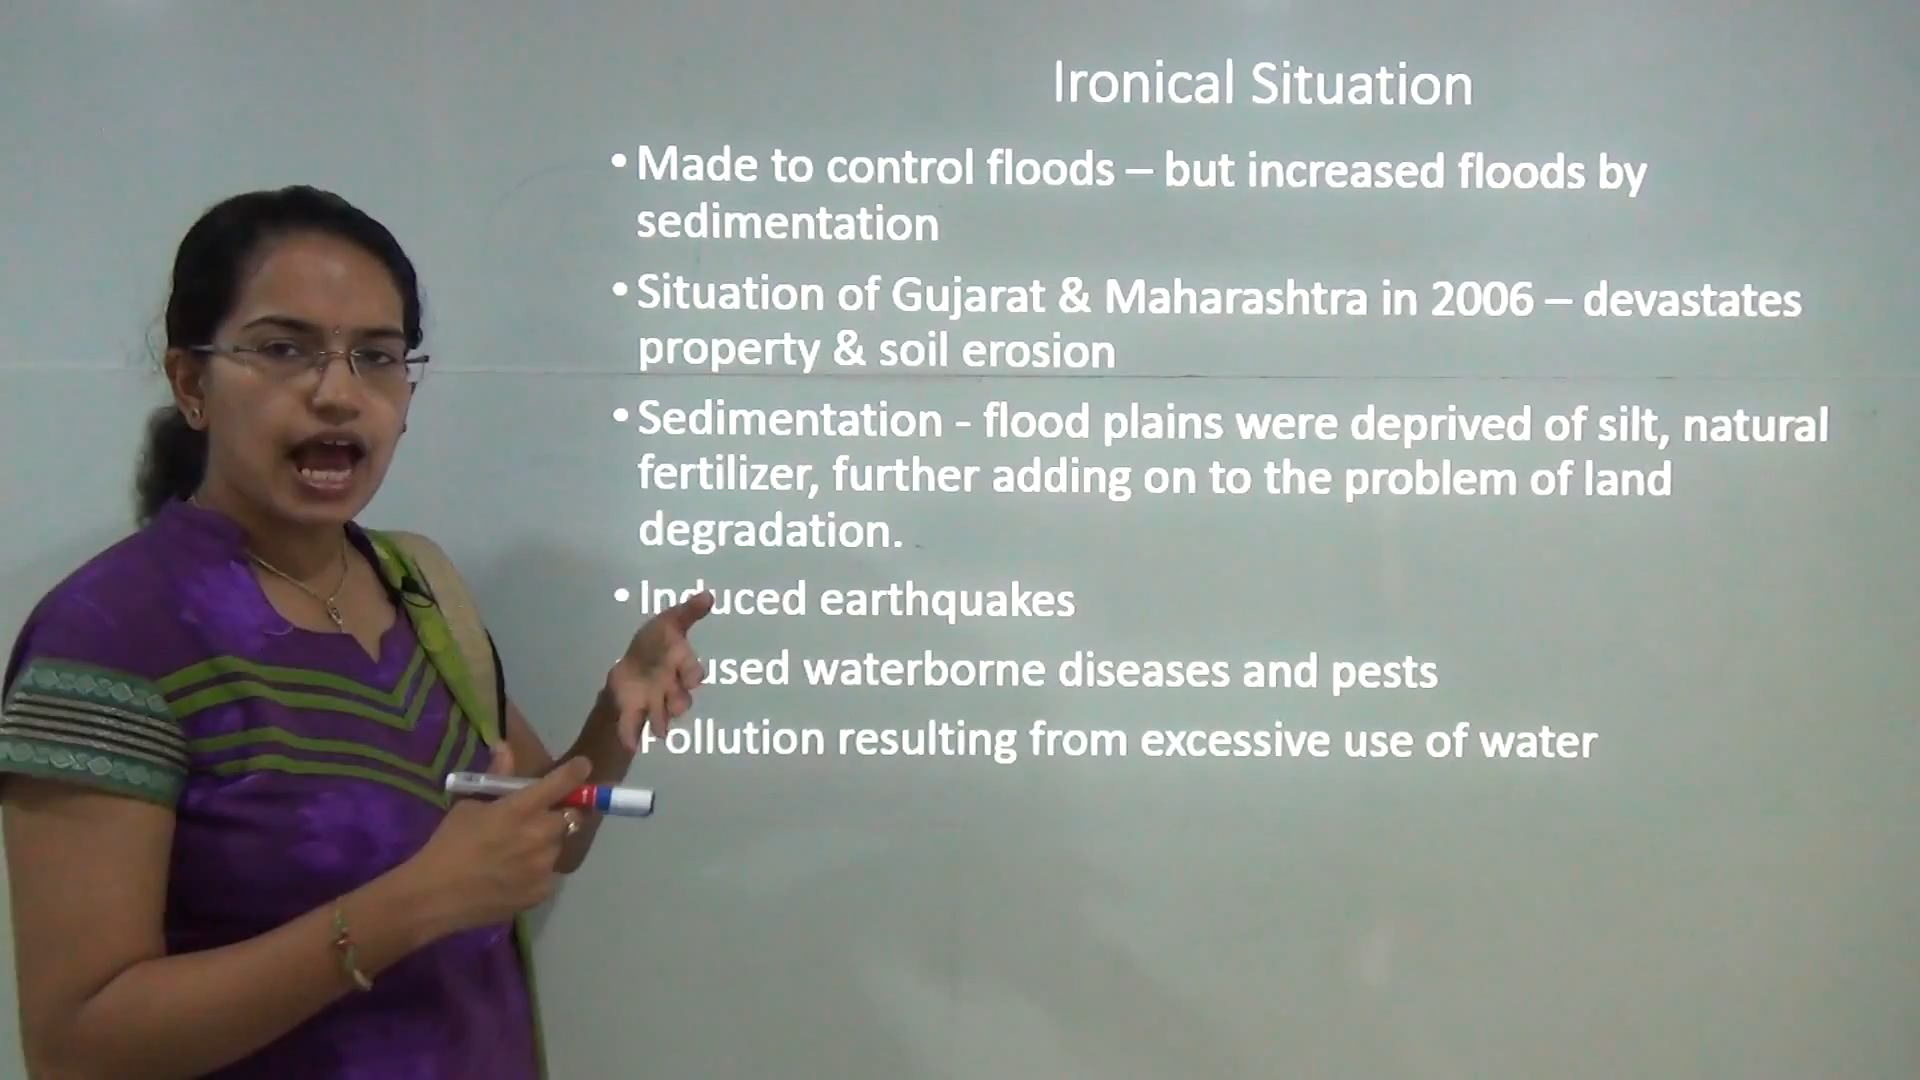 Ironical Situation
• Made to control floods – but increased floods by
sedimentation
• Situation of Gujarat & Maharashtra in 2006 – devastates
property & soil erosion
• Sedimentation - flood plains were deprived of silt, natural
fertilizer, further adding on to the problem of land
degradation.
• Induced earthquakes
waterborne diseases and pests
Pollution resulting from excessive use of water